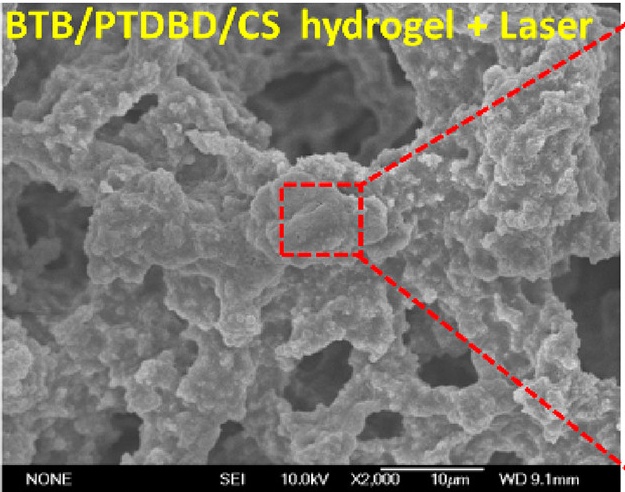 BTB/PTDBD/CS hydrogel + Laser
NONE SEI 10.0kV X2,000 10μm WD 9.1mm